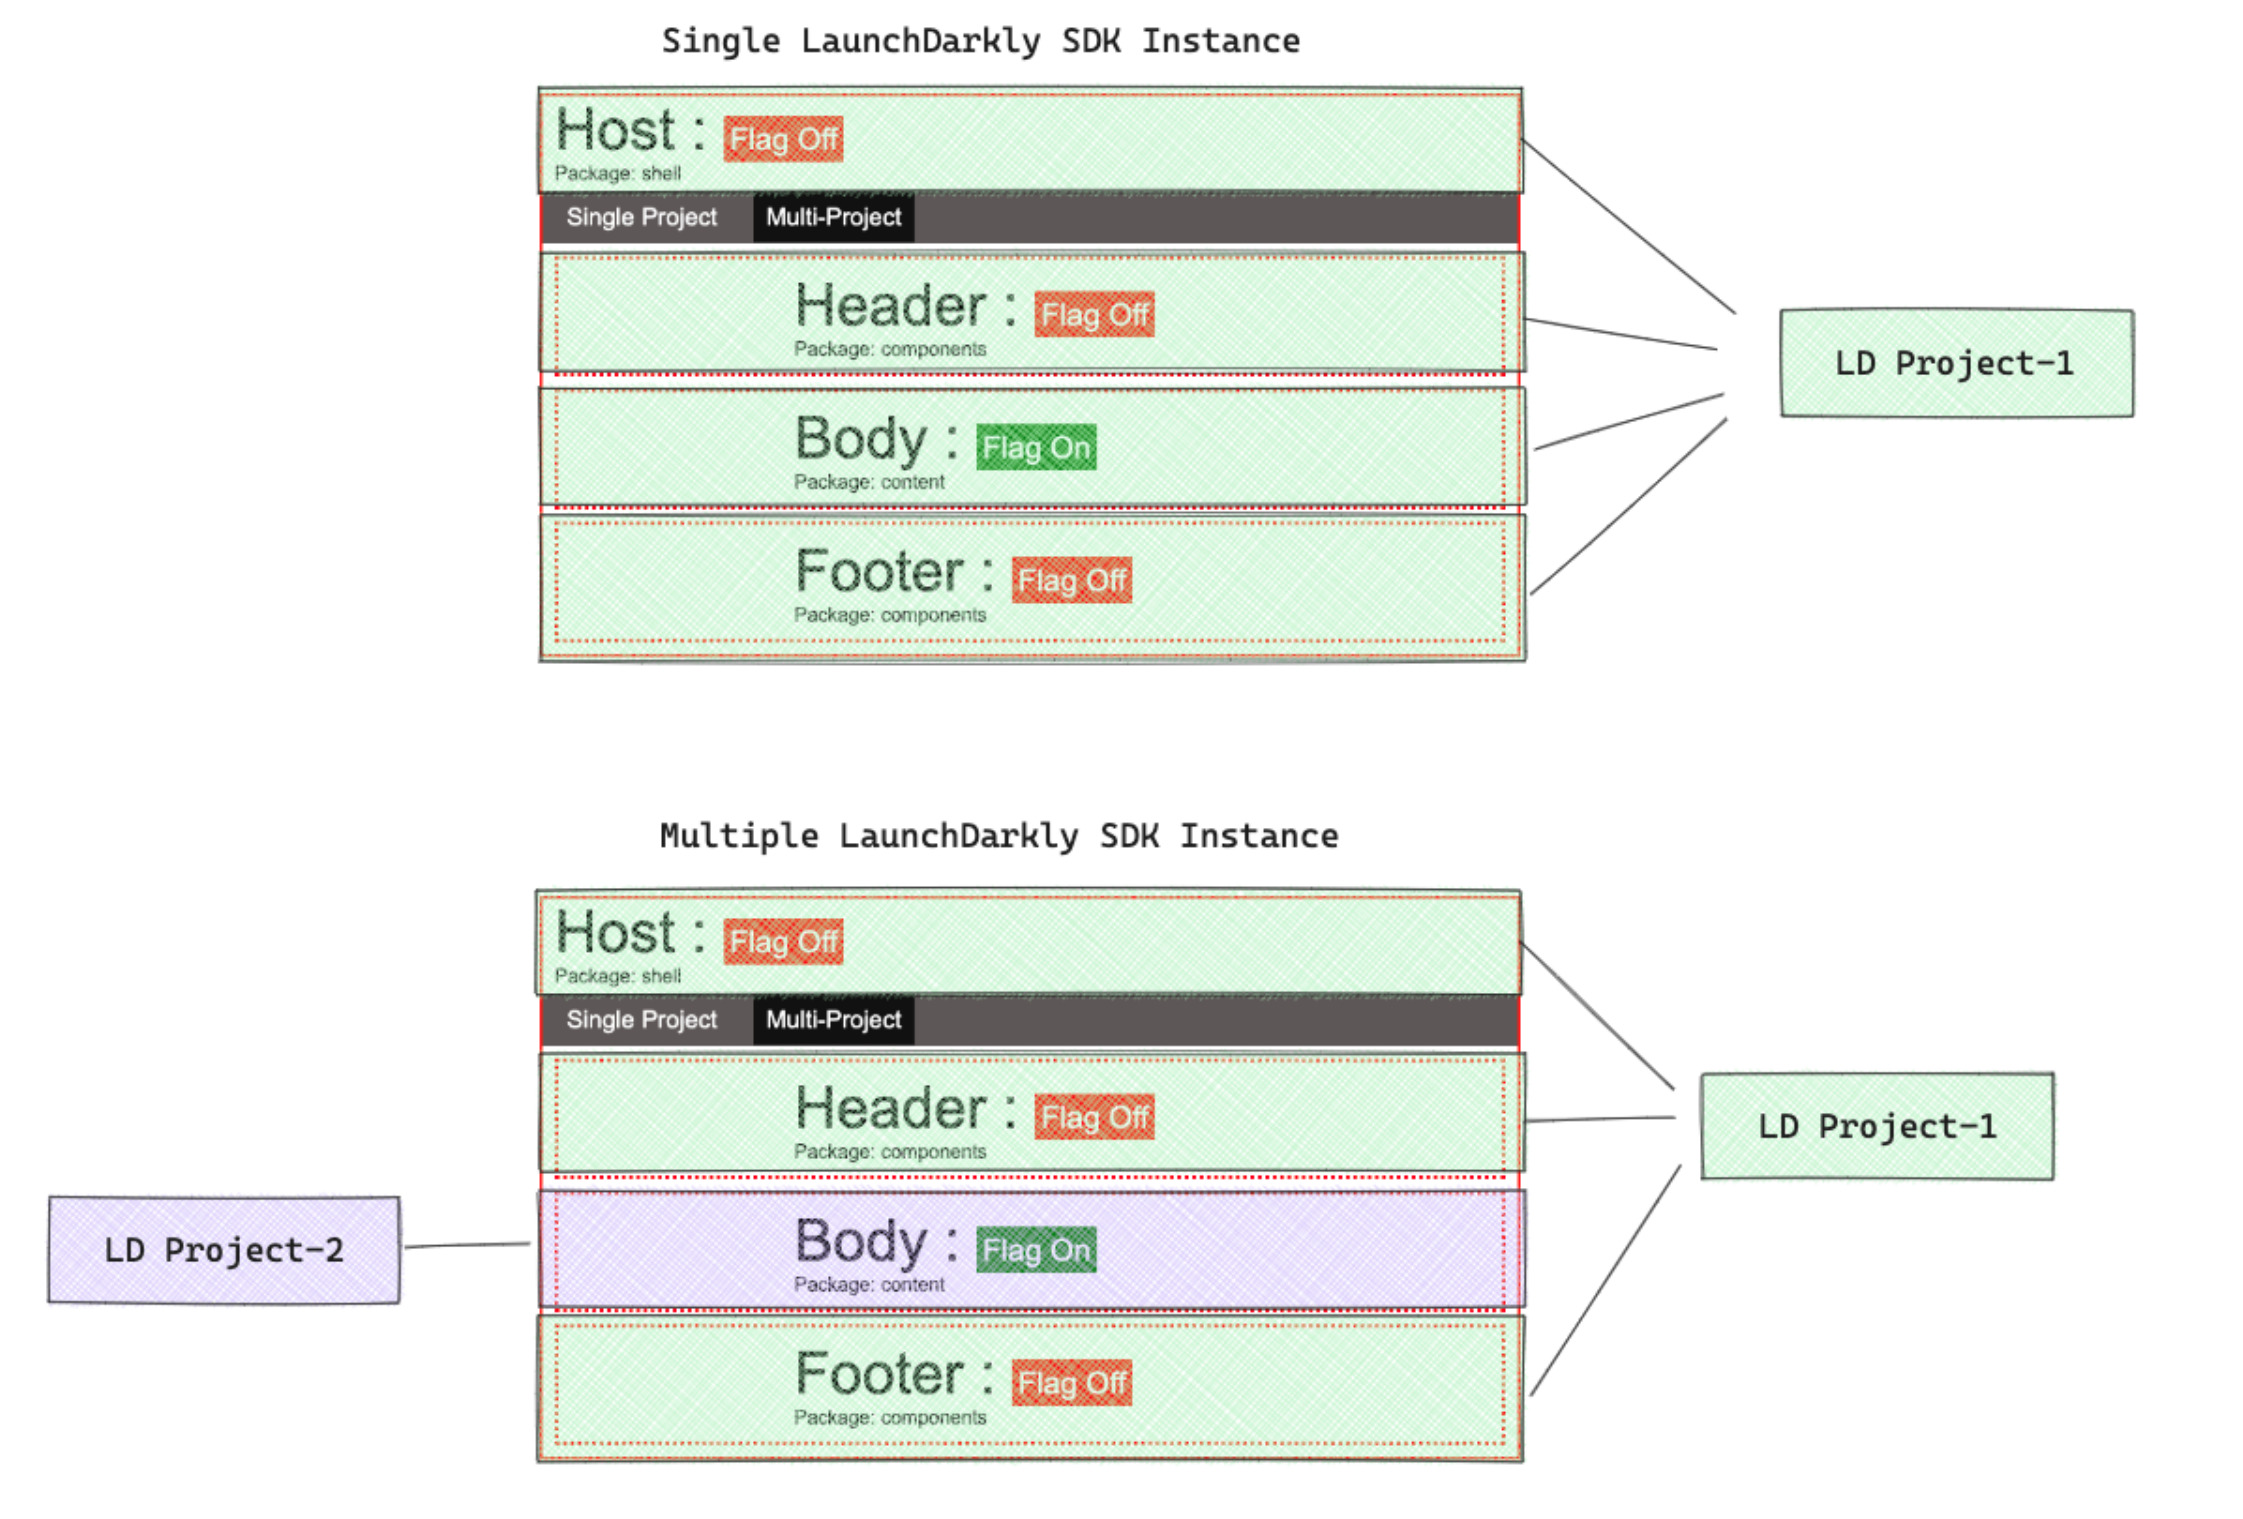 Single LaunchDarkly SDK Instance
Host : Flag Off
Package: shell
Single Project Multi-Project
Header : Flag Off
Package: components
LD Project-1
Body : Flag On
Package: content
Footer : Flag Off
Package: components
Multiple LaunchDarkly SDK Instance
Host : Flag Off
Package: shell
Single Project Multi-Project
Header : Flag Off
Package: components
LD Project-1
LD Project-2
Body : Flag On
Package: content
Footer : Flag Off
Package: components